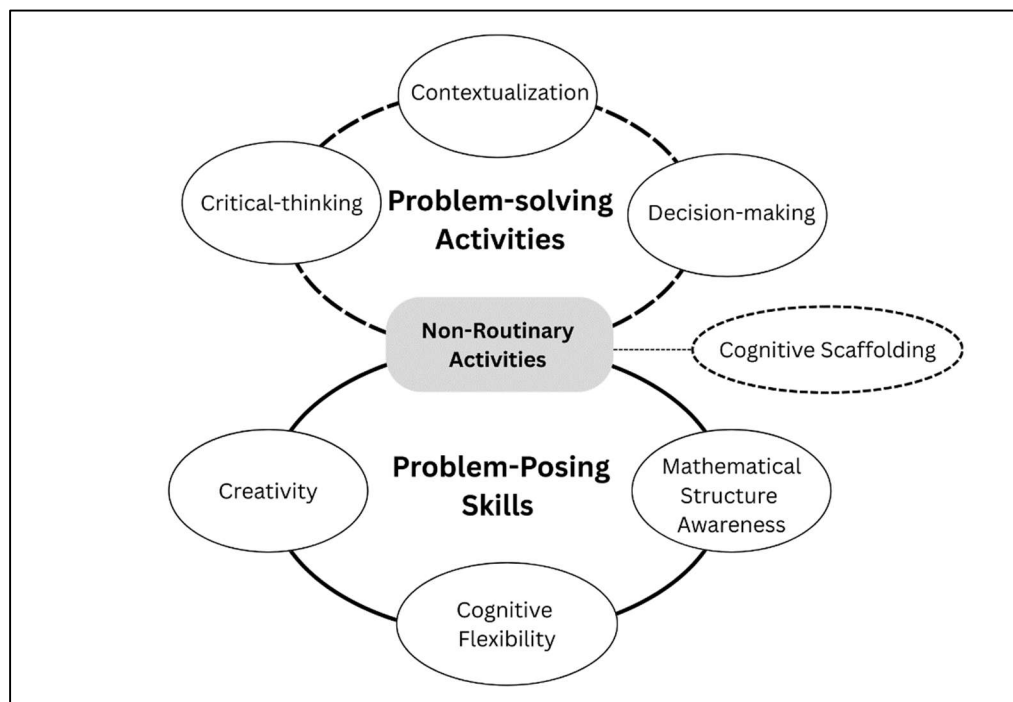 Contextualization
Critical-thinking
Problem-solving
Activities
Decision-making
Non-Routinary
Activities
Cognitive Scaffolding
Creativity
Problem-Posing
Skills
Mathematical
Structure
Awareness
Cognitive
Flexibility